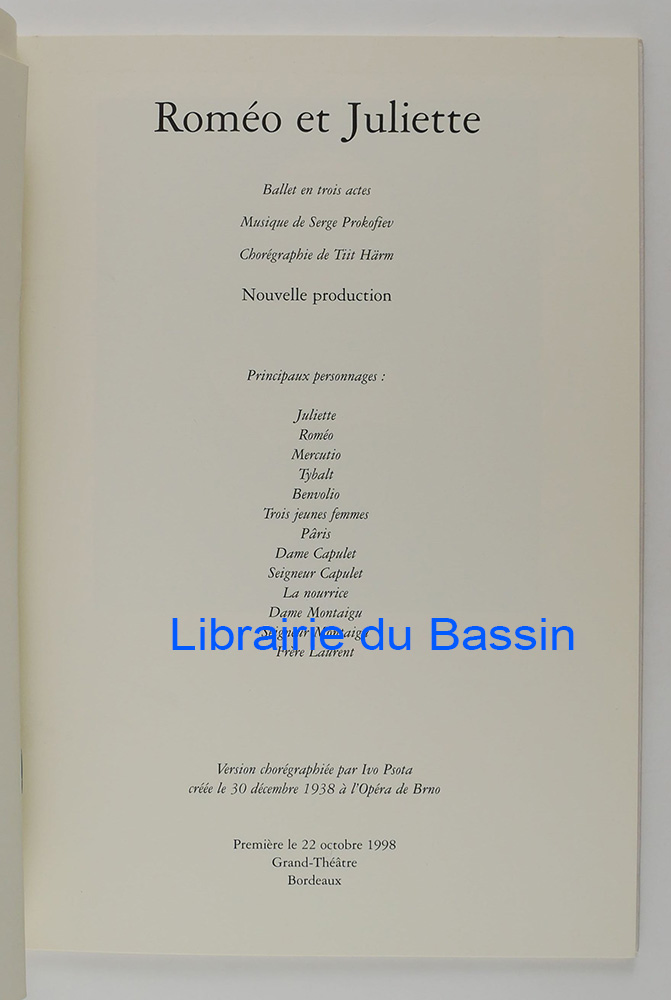 Roméo et Juliette
Ballet en trois actes
Musique de Serge Prokofiev
Chorégraphie de Tiit Härm
Nouvelle production
Principaux personnages :
Juliette
Roméo
Mercutio
Tybalt
Benvolio
Trois jeunes femmes
Pâris
Dame Capulet
Seigneur Capulet
La nourrice
Dame Montaigu
Seigneur Montaigu
Librairie du Bassin
Frère Laurent
Version chorégraphiée par Ivo Psota
créée le 30 décembre 1938 à l'Opéra de Brno
Première le 22 octobre 1998
Grand-Théâtre
Bordeaux